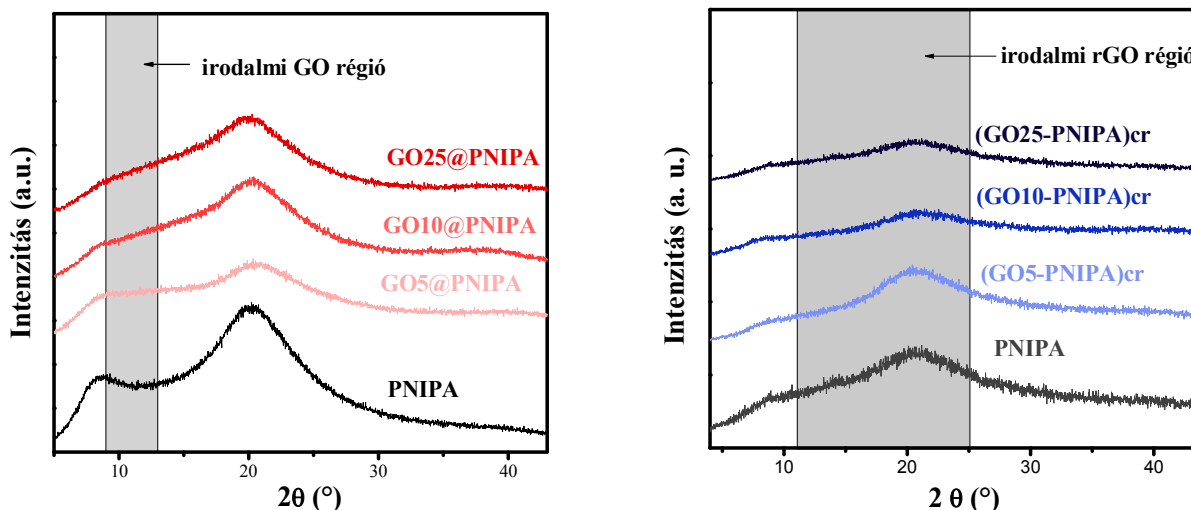 irodalmi GO régió
GO25@PNIPA
GO10@PNIPA
GO5@PNIPA
PNIPA
Intenzitás (a. u.)
10 20 30 40
2θ (°)
irodalmi rGO régió
(GO25-PNIPA)cr
(GO10-PNIPA)cr
(GO5-PNIPA)cr
PNIPA
Intenzitás (a. u.)
10 20 30 40
2 θ (°)